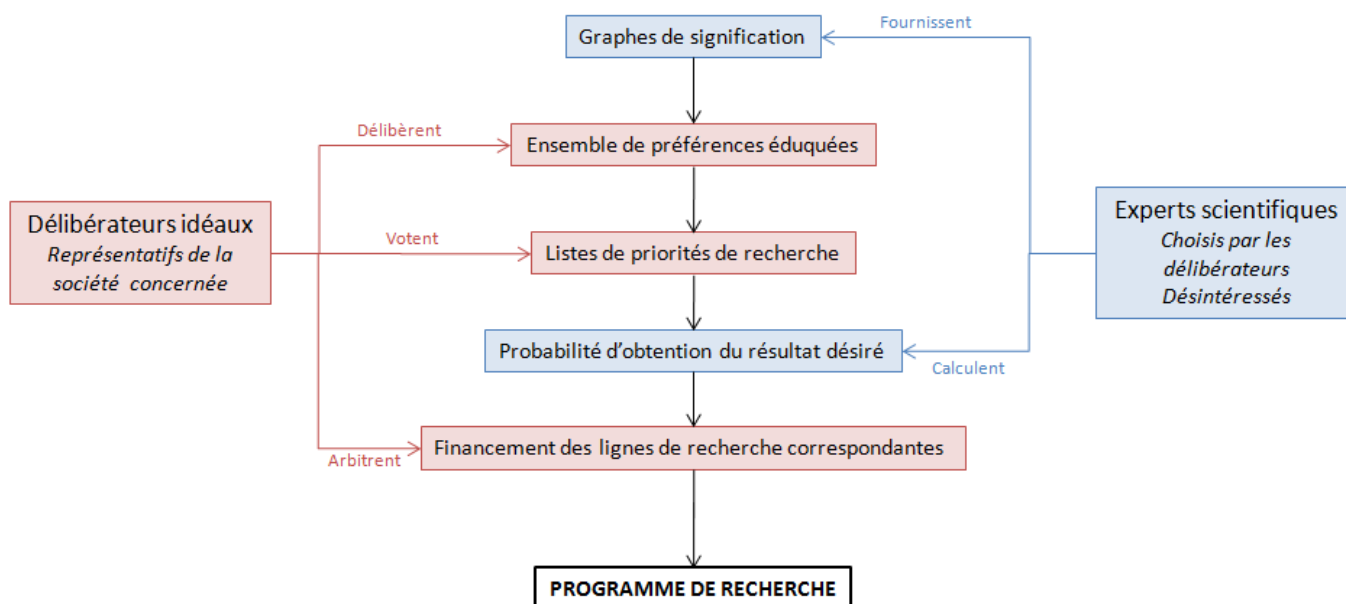 Fournissent
Graphes de signification
Délibèrent
Ensemble de préférences éduquées
Délibérateurs idéaux
Représentatifs de la
société concernée
Votent
Listes de priorités de recherche
Experts scientifiques
Choisis par les
délibérateurs
Désintéressés
Probabilité d'obtention du résultat désiré
Calculent
Financement des lignes de recherche correspondantes
Arbitrent
PROGRAMME DE RECHERCHE